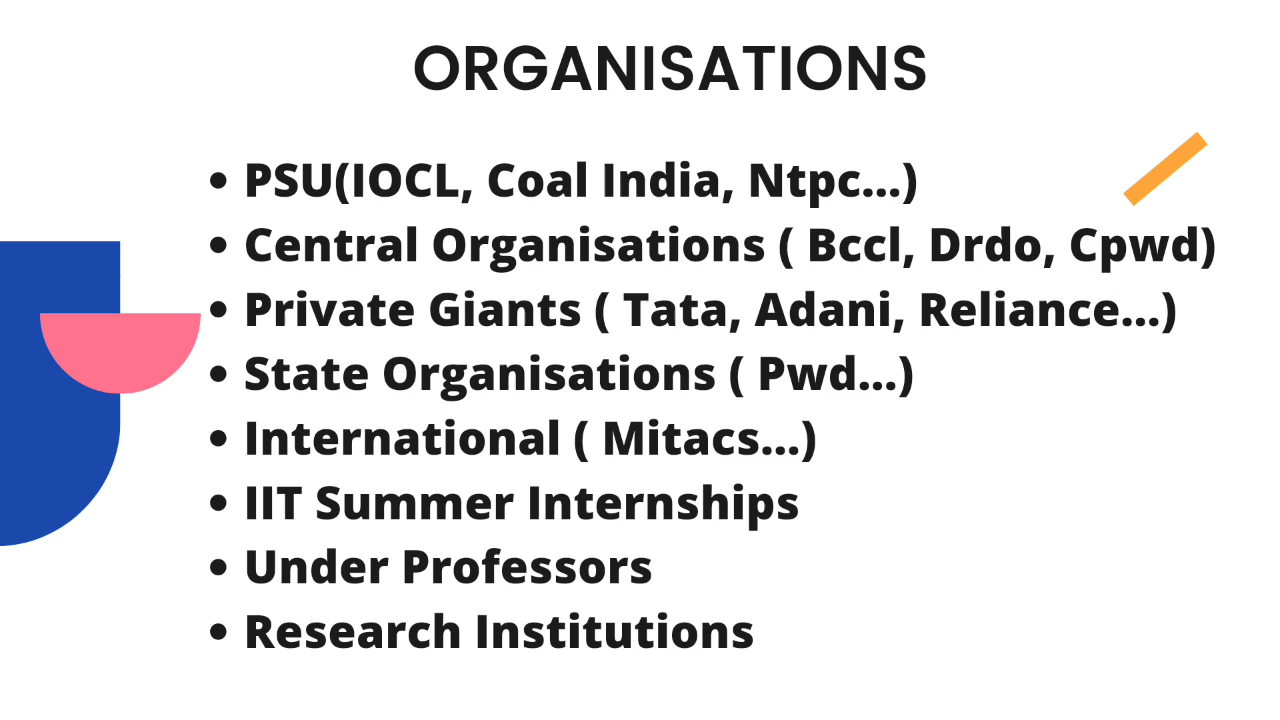 ORGANISATIONS
• PSU(IOCL, Coal India, Ntpc...)
• Central Organisations ( Bccl, Drdo, Cpwd)
• Private Giants ( Tata, Adani, Reliance...)
• State Organisations ( Pwd...)
• International ( Mitacs...)
• IIT Summer Internships
• Under Professors
• Research Institutions